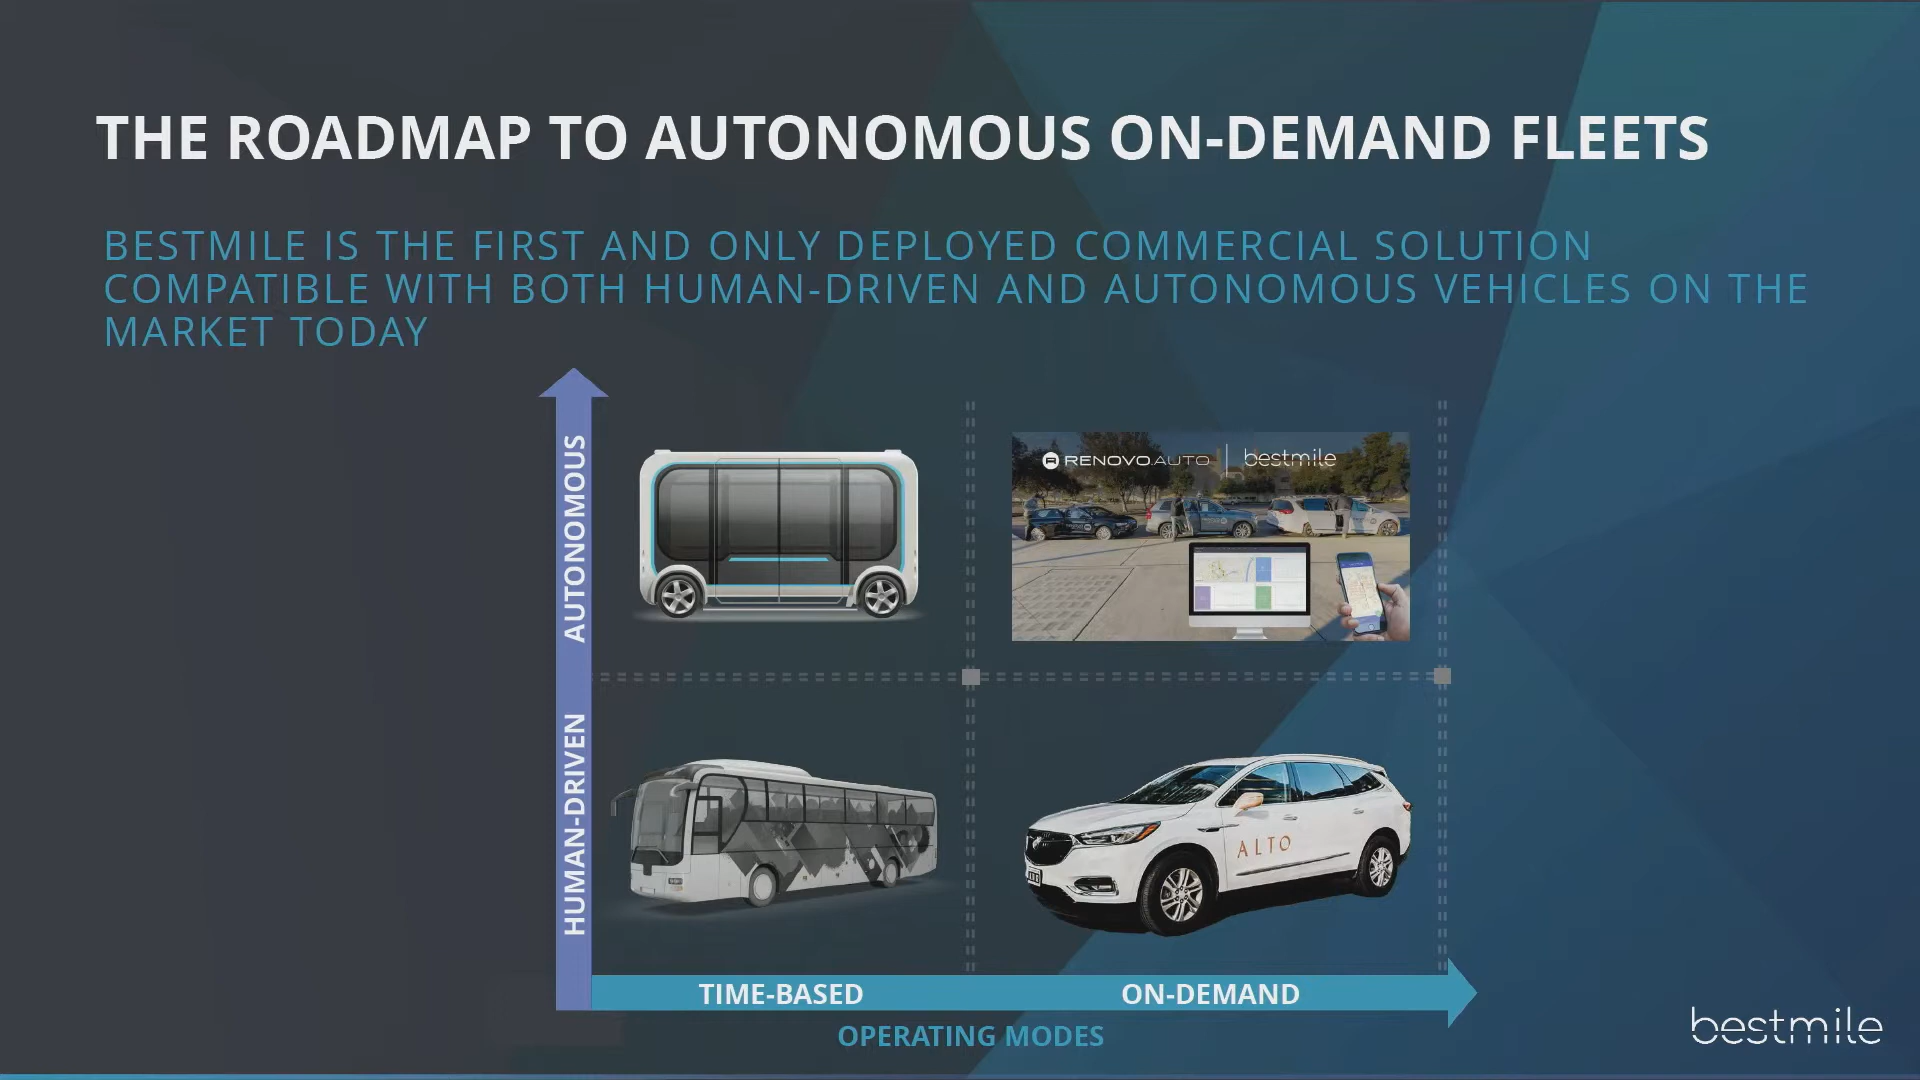 THE ROADMAP TO AUTONOMOUS ON-DEMAND FLEETS
BESTMILE IS THE FIRST AND ONLY DEPLOYED COMMERCIAL SOLUTION
COMPATIBLE WITH BOTH HUMAN-DRIVEN AND AUTONOMOUS VEHICLES ON THE
MARKET TODAY
AUTONOMOUS
RENOVO.AUTO | bestmile
HUMAN-DRIVEN
ALTO
TIME-BASED
ON-DEMAND
OPERATING MODES
bestmile